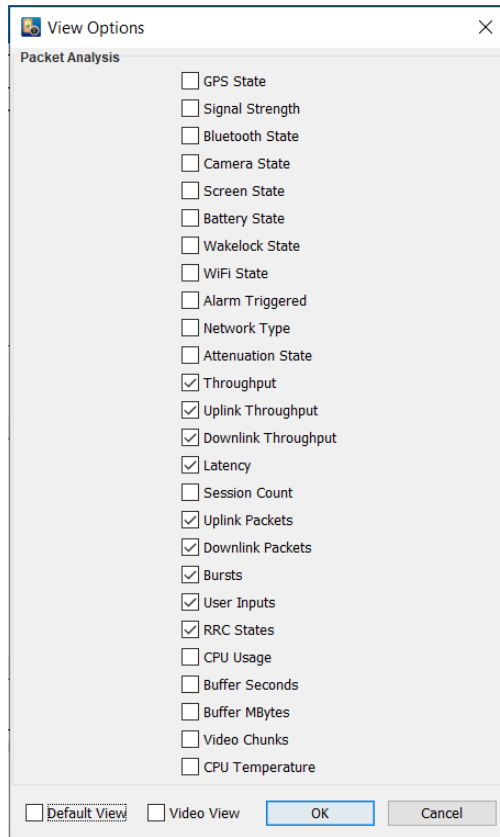 View Options
Packet Analysis
GPS State
Signal Strength
Bluetooth State
Camera State
Screen State
Battery State
Wakelock State
WiFi State
Alarm Triggered
Network Type
Attenuation State
Throughput
Uplink Throughput
Downlink Throughput
Latency
Session Count
Uplink Packets
Downlink Packets
Bursts
User Inputs
RRC States
CPU Usage
Buffer Seconds
Buffer MBytes
Video Chunks
CPU Temperature
Default View Video View OK Cancel